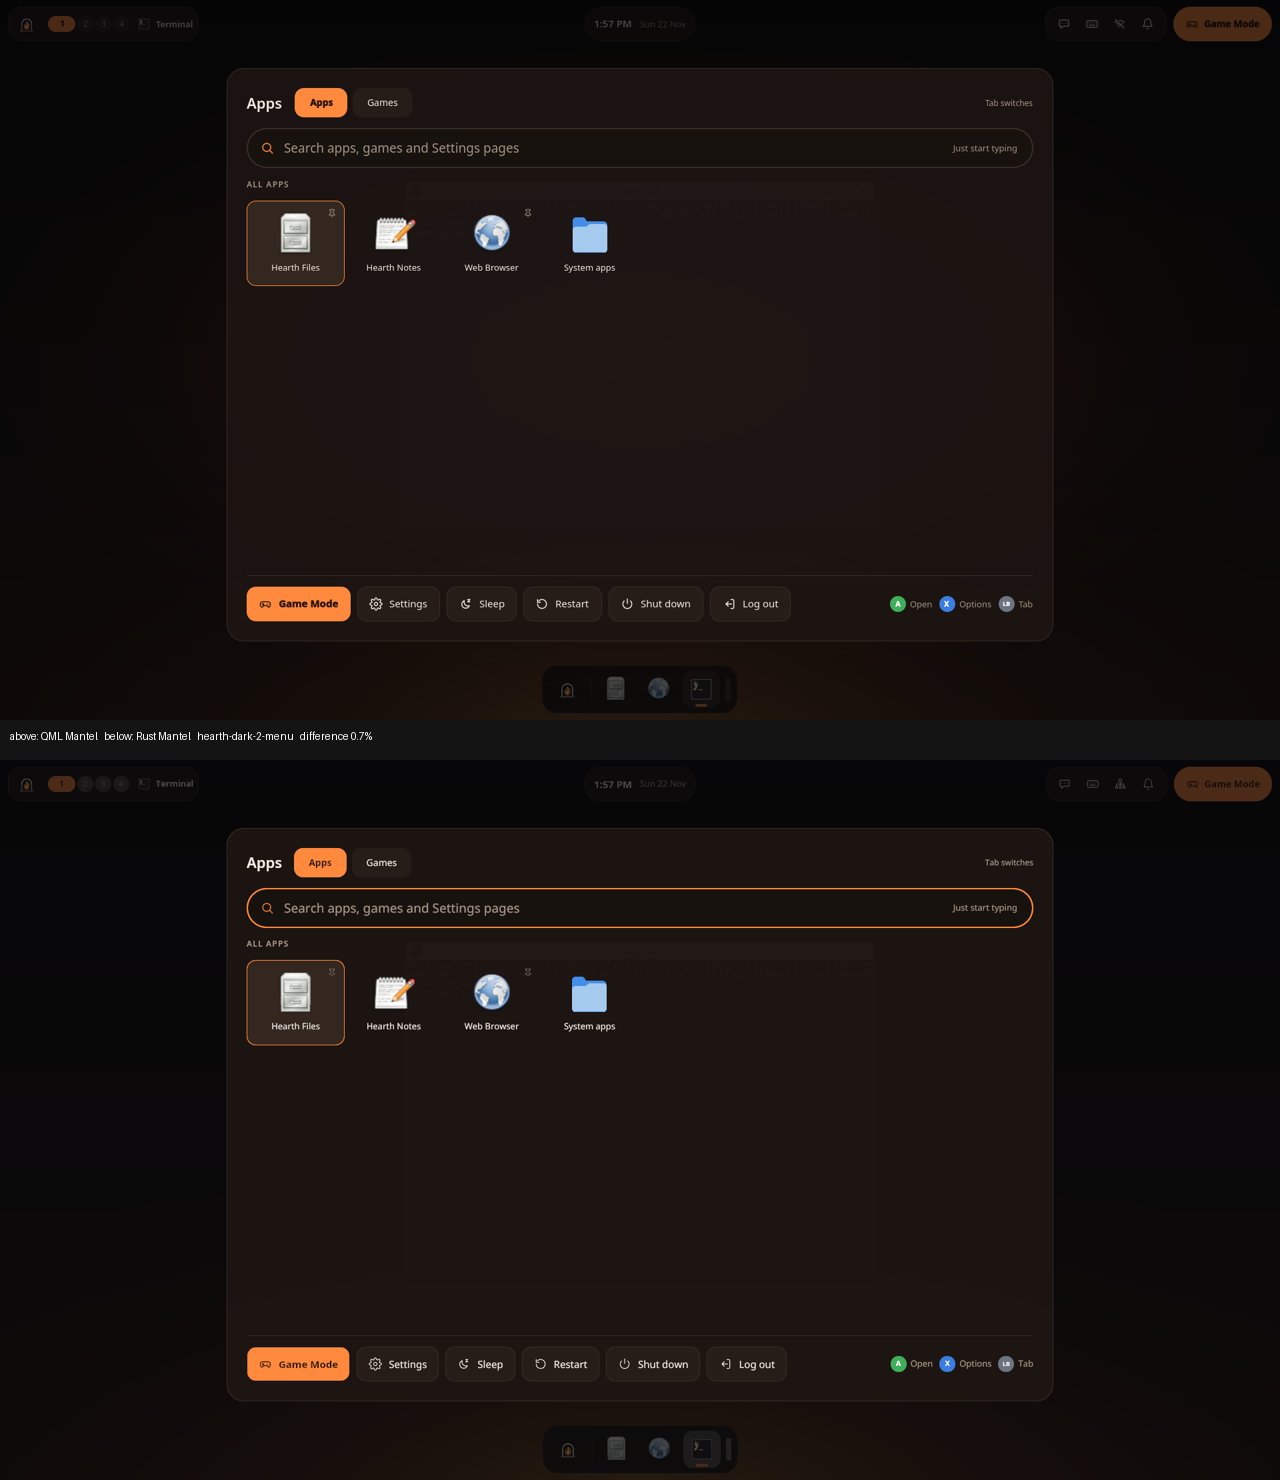 1 2 3 4 Terminal 1:57 PM Sun 22 Nov Game Mode
Apps Apps Games Tab switches
Search apps, games and Settings pages Just start typing
ALL APPS
Hearth Files Hearth Notes Web Browser System apps
Game Mode Settings Sleep Restart Shut down Log out A Open X Options LB Tab
above: QML Mantel below: Rust Mantel hearth-dark-2-menu difference 0.7%
1 2 3 4 Terminal 1:57 PM Sun 22 Nov Game Mode
Apps Apps Games Tab switches
Search apps, games and Settings pages Just start typing
ALL APPS
Hearth Files Hearth Notes Web Browser System apps
Game Mode Settings Sleep Restart Shut down Log out A Open X Options LB Tab